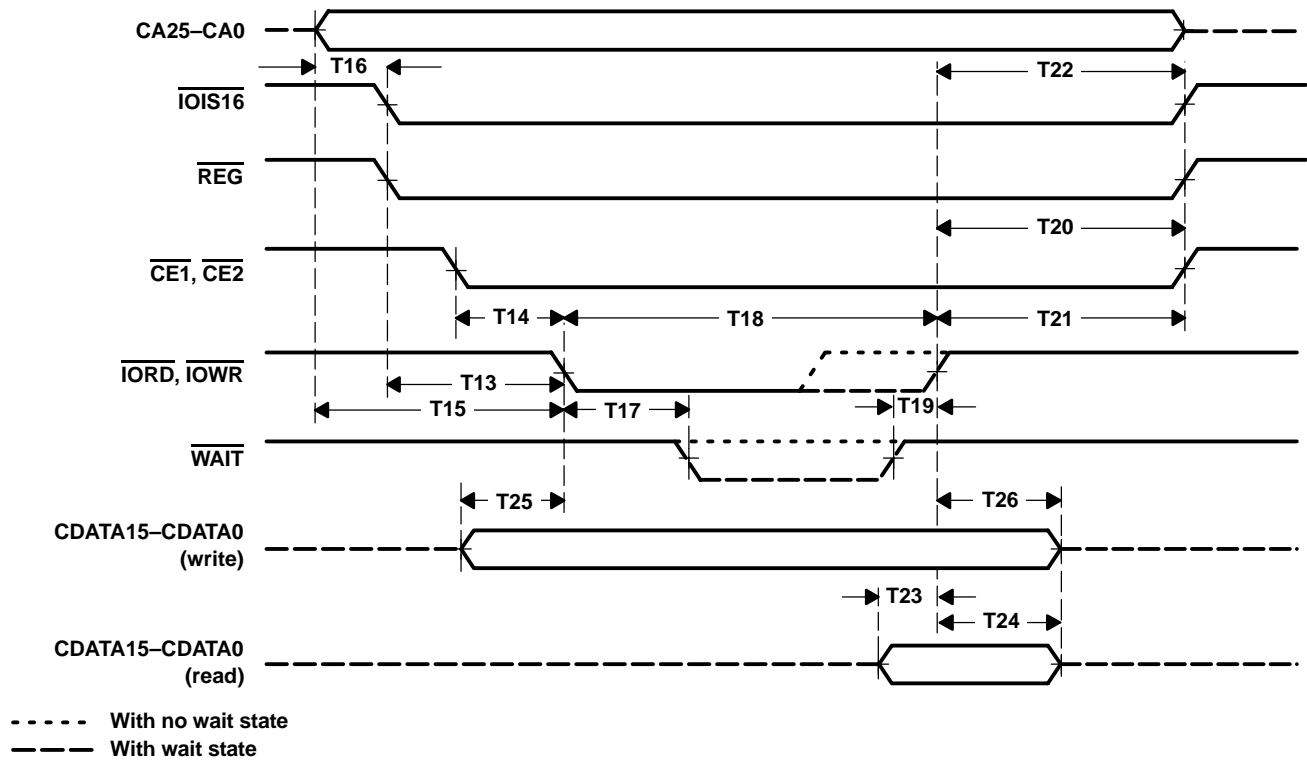 CA25–CA0
T16
T22
IOIS16
REG
T20
CE1, CE2
T14
T18
T21
IORD, IOWR
T13
T19
T15
T17
WAIT
T25
T26
CDATA15–CDATA0
(write)
T23
T24
CDATA15–CDATA0
(read)
With no wait state
With wait state